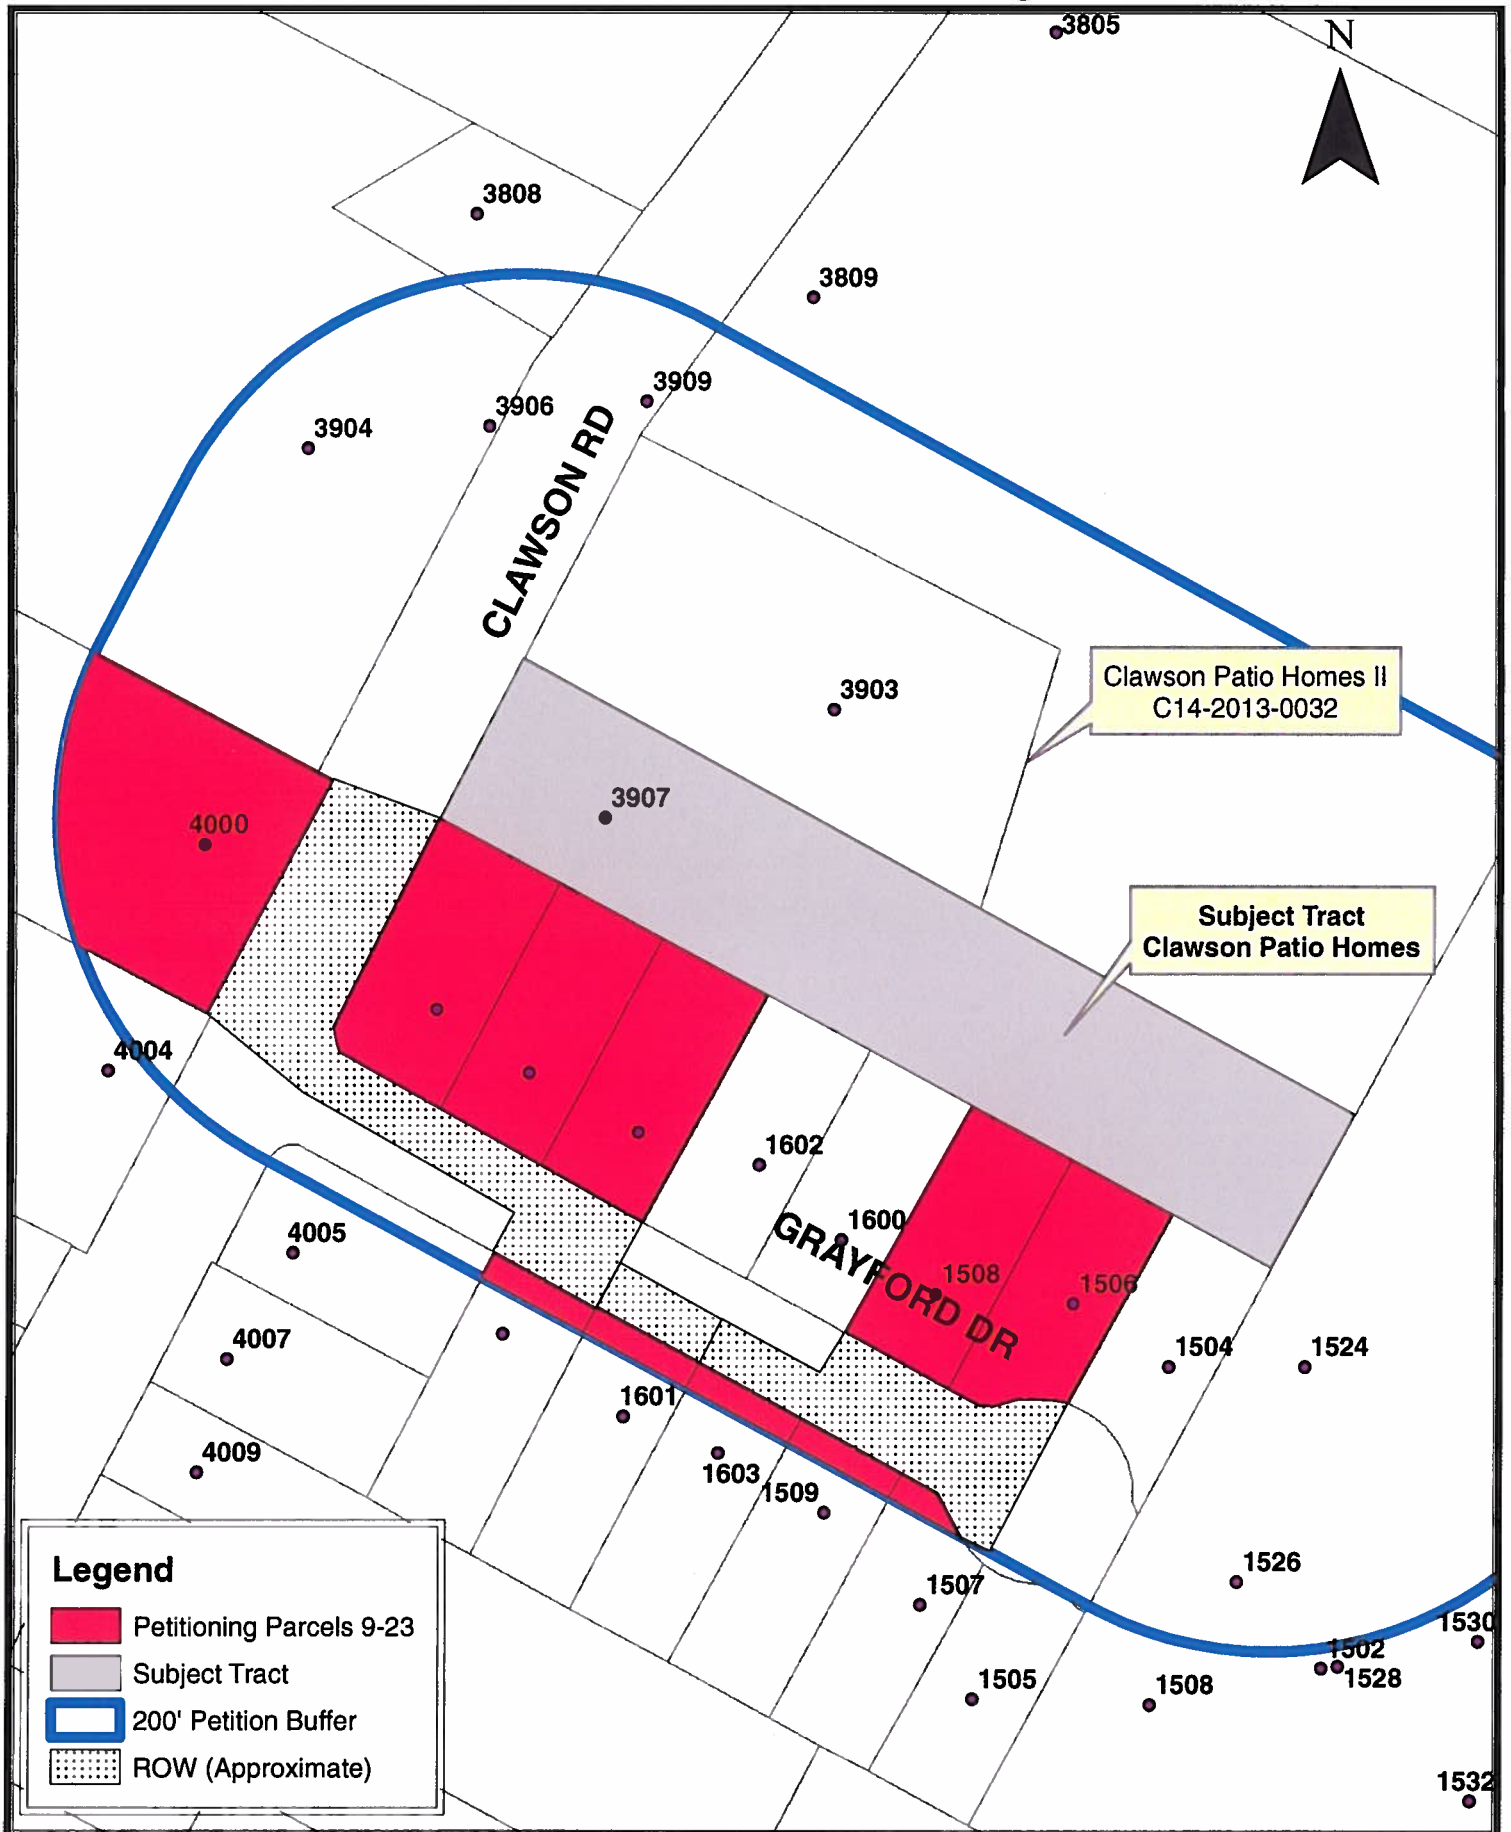 3805
N
3808
3809
3909
3906
3904
CLAWSON RD
Clawson Patio Homes II
C14-2013-0032
3903
3907
4000
Subject Tract
Clawson Patio Homes
4004
1602
1600
GRAYFORD DR
1508
1506
4005
4007
1504
1524
1601
4009
1603
1509
1526
1507
1530
1502
1528
1505
1508
1532
Legend
Petitioning Parcels 9-23
Subject Tract
200' Petition Buffer
ROW (Approximate)